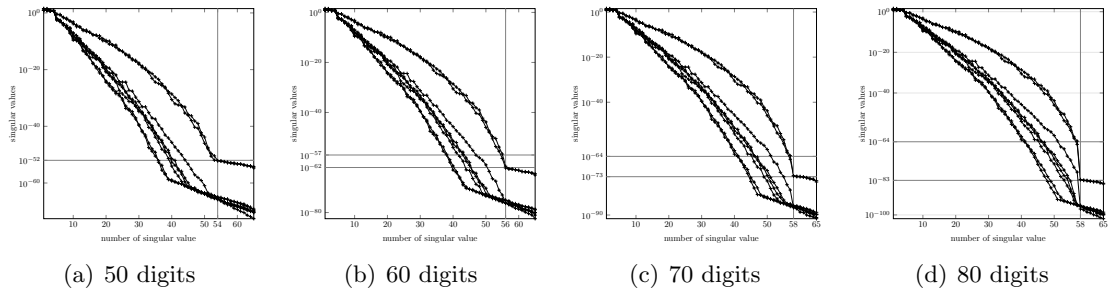 10^0
10^−20
10^−40
10^−52
10^−60
singular values
10 20 30 40 50 54 60
number of singular value
(a) 50 digits
10^0
10^−20
10^−40
10^−57
10^−62
10^−80
singular values
10 20 30 40 50 56 60
number of singular value
(b) 60 digits
10^0
10^−20
10^−40
10^−64
10^−73
10^−90
singular values
10 20 30 40 50 58 65
number of singular value
(c) 70 digits
10^0
10^−20
10^−40
10^−64
10^−100
singular values
10 20 30 40 50 58 65
number of singular value
(d) 80 digits